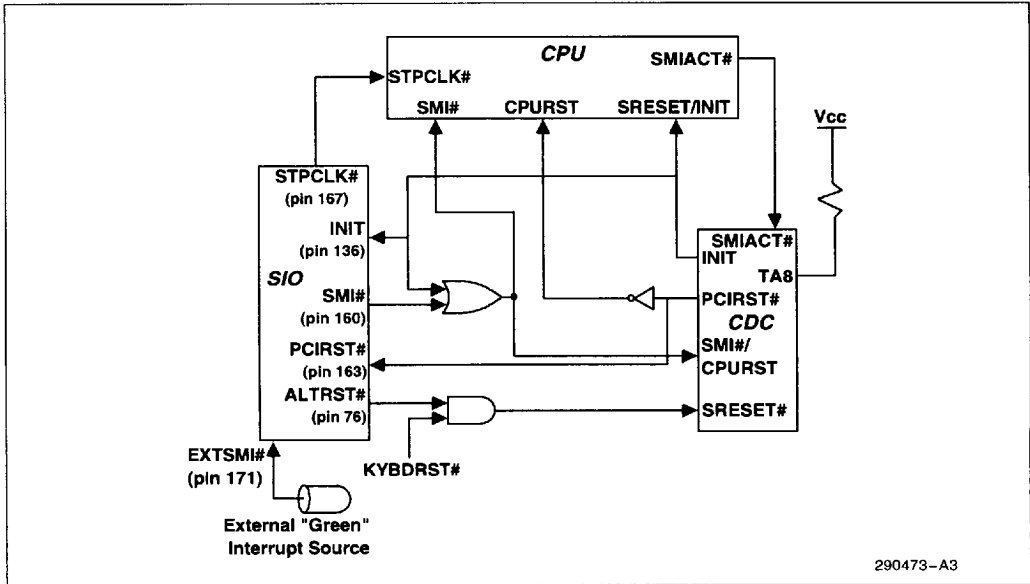 CPU
SMIACT#
STPCLK#
SMI#
CPURST
SRESET/INIT
Vcc
STPCLK#
(pin 167)
INIT
(pin 136)
SIO
SMI#
(pin 160)
PCIRST#
(pin 163)
ALTRST#
(pin 76)
SMIACT#
INIT
TA8
PCIRST#
CDC
SMI#/
CPURST
SRESET#
EXTSMI#
(pin 171)
KYBDRST#
External "Green"
Interrupt Source
290473–A3